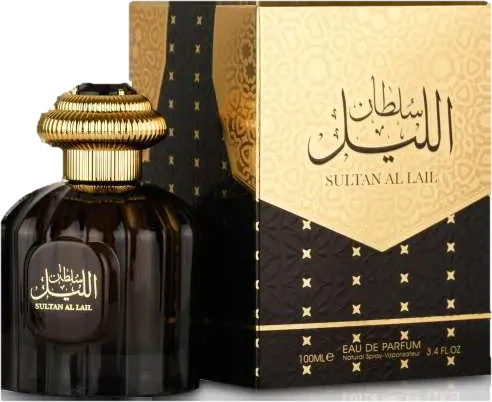 سلطان
الليل
SULTAN AL LAIL
سلطان
الليل
SULTAN AL LAIL
100ML℮ EAU DE PARFUM 3.4 FL.OZ
Natural Spray-Vaporisateur